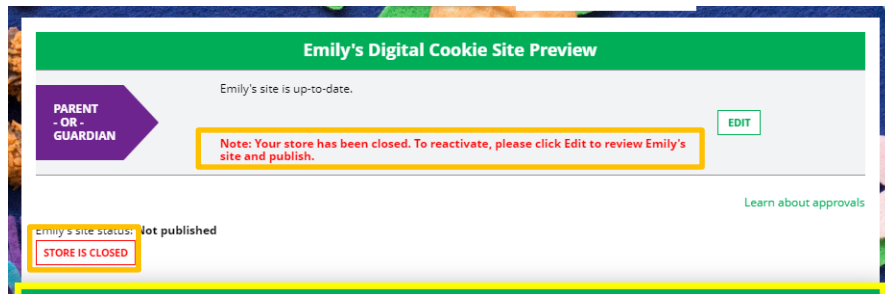 Emily's Digital Cookie Site Preview
Emily's site is up-to-date.
PARENT
- OR -
GUARDIAN
EDIT
Note: Your store has been closed. To reactivate, please click Edit to review Emily's
site and publish.
Learn about approvals
Emily's site status: Not published
STORE IS CLOSED